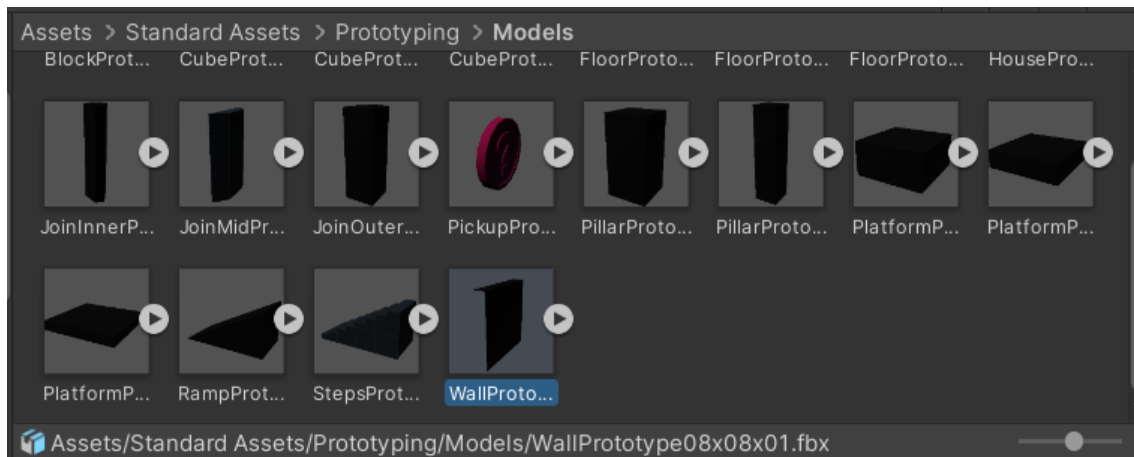 Assets > Standard Assets > Prototyping > Models
BlockProt... CubeProt... CubeProt... CubeProt... FloorProto... FloorProto... FloorProto... HousePro...
JoinInnerP... JoinMidPr... JoinOuter... PickupPro... PillarProto... PillarProto... PlatformP... PlatformP...
PlatformP... RampProt... StepsProt... WallProto...
Assets/Standard Assets/Prototyping/Models/WallPrototype08x08x01.fbx